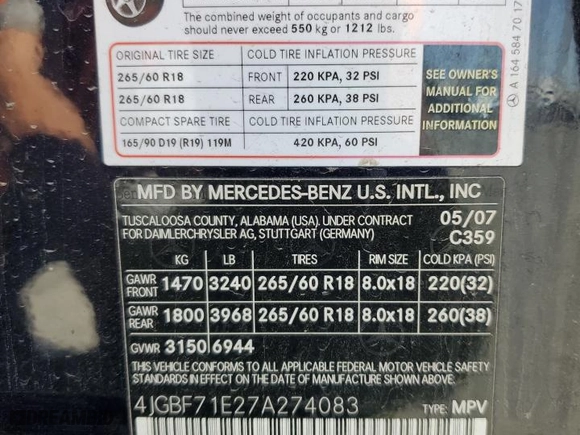 The combined weight of occupants and cargo
should never exceed 550 kg or 1212 lbs.
ORIGINAL TIRE SIZE COLD TIRE INFLATION PRESSURE
265/60 R18 FRONT 220 KPA, 32 PSI
265/60 R18 REAR 260 KPA, 38 PSI
COMPACT SPARE TIRE COLD TIRE INFLATION PRESSURE
165/90 D19 (R19) 119M 420 KPA, 60 PSI
SEE OWNER'S
MANUAL FOR
ADDITIONAL
INFORMATION
A 164 584 70 17
MFD BY MERCEDES-BENZ U.S. INTL., INC
TUSCALOOSA COUNTY, ALABAMA (USA). UNDER CONTRACT 05/07
FOR DAIMLERCHRYSLER AG, STUTTGART (GERMANY) C359
KG LB TIRES RIM SIZE COLD KPA (PSI)
GAWR FRONT 1470 3240 265/60 R18 8.0x18 220(32)
GAWR REAR 1800 3968 265/60 R18 8.0x18 260(38)
GVWR 3150 6944
THIS VEHICLE CONFORMS TO ALL APPLICABLE FEDERAL MOTOR VEHICLE SAFETY
STANDARDS IN EFFECT ON THE DATE OF MANUFACTURE SHOWN ABOVE.
4JGBF71E27A274083 TYPE: MPV